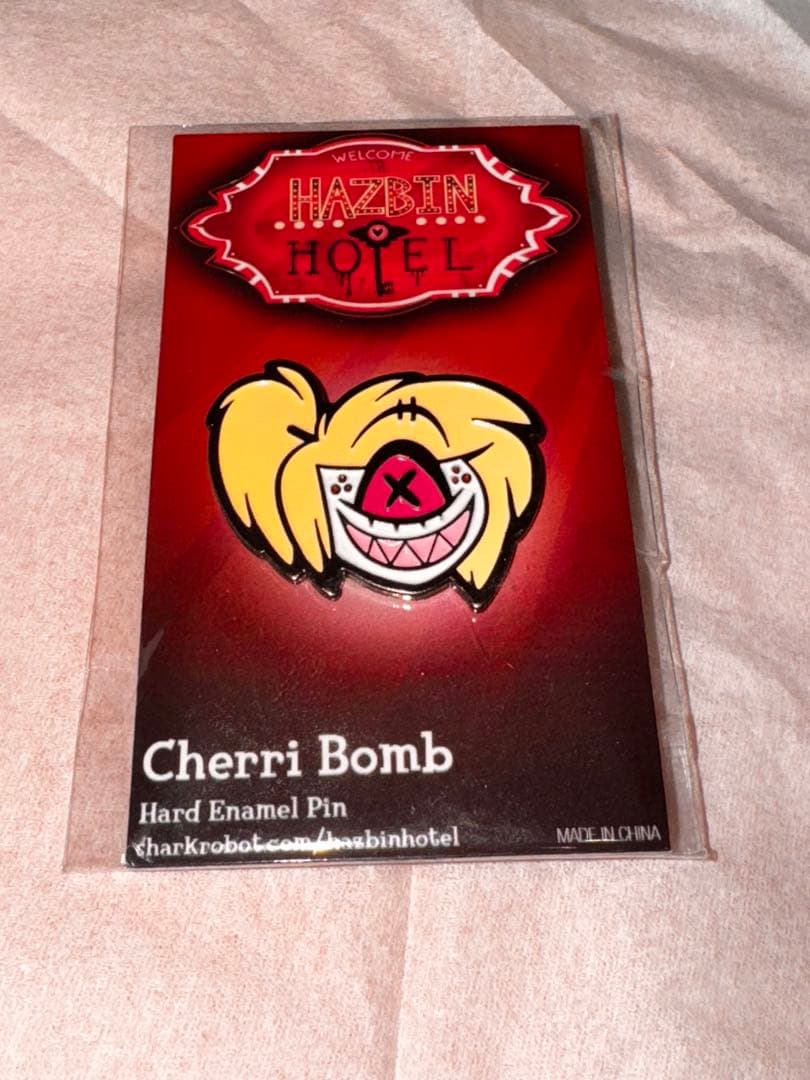 WELCOME
HAZBIN
HOTEL
Cherri Bomb
Hard Enamel Pin
sharkrobot.com/hazbinhotel
MADE IN CHINA